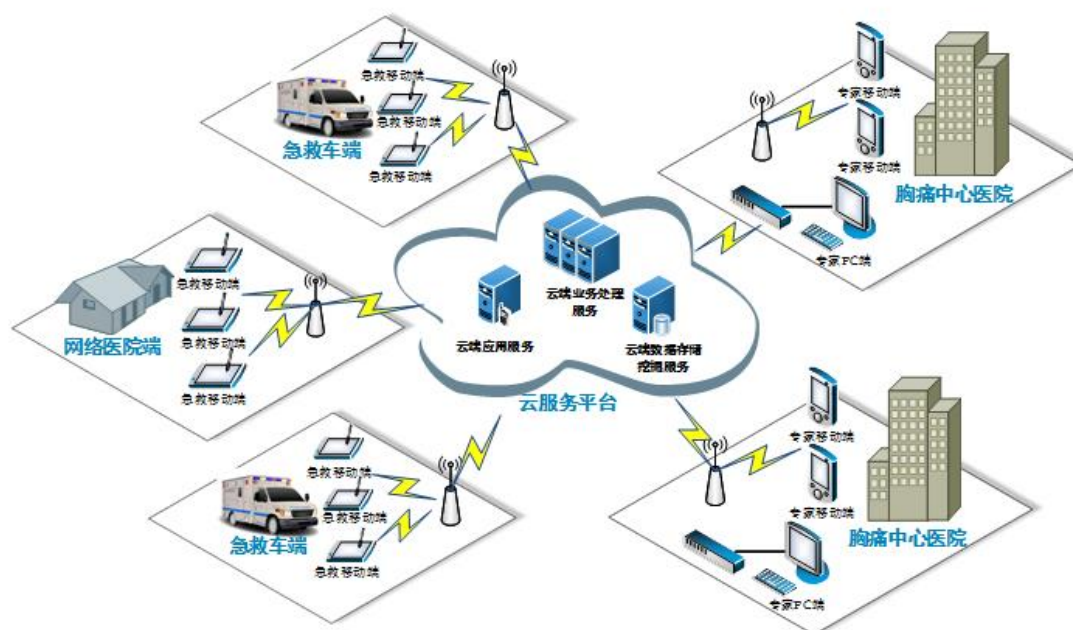 急救移动端
急救移动端
急救移动端
急救车端
专家移动端
专家移动端
胸痛中心医院
专家PC端
急救移动端
急救移动端
急救移动端
网络医院端
云端业务处理
服务
云端应用服务
云端数据存储
挖掘服务
云服务平台
急救移动端
急救移动端
急救移动端
急救车端
专家移动端
专家移动端
胸痛中心医院
专家PC端